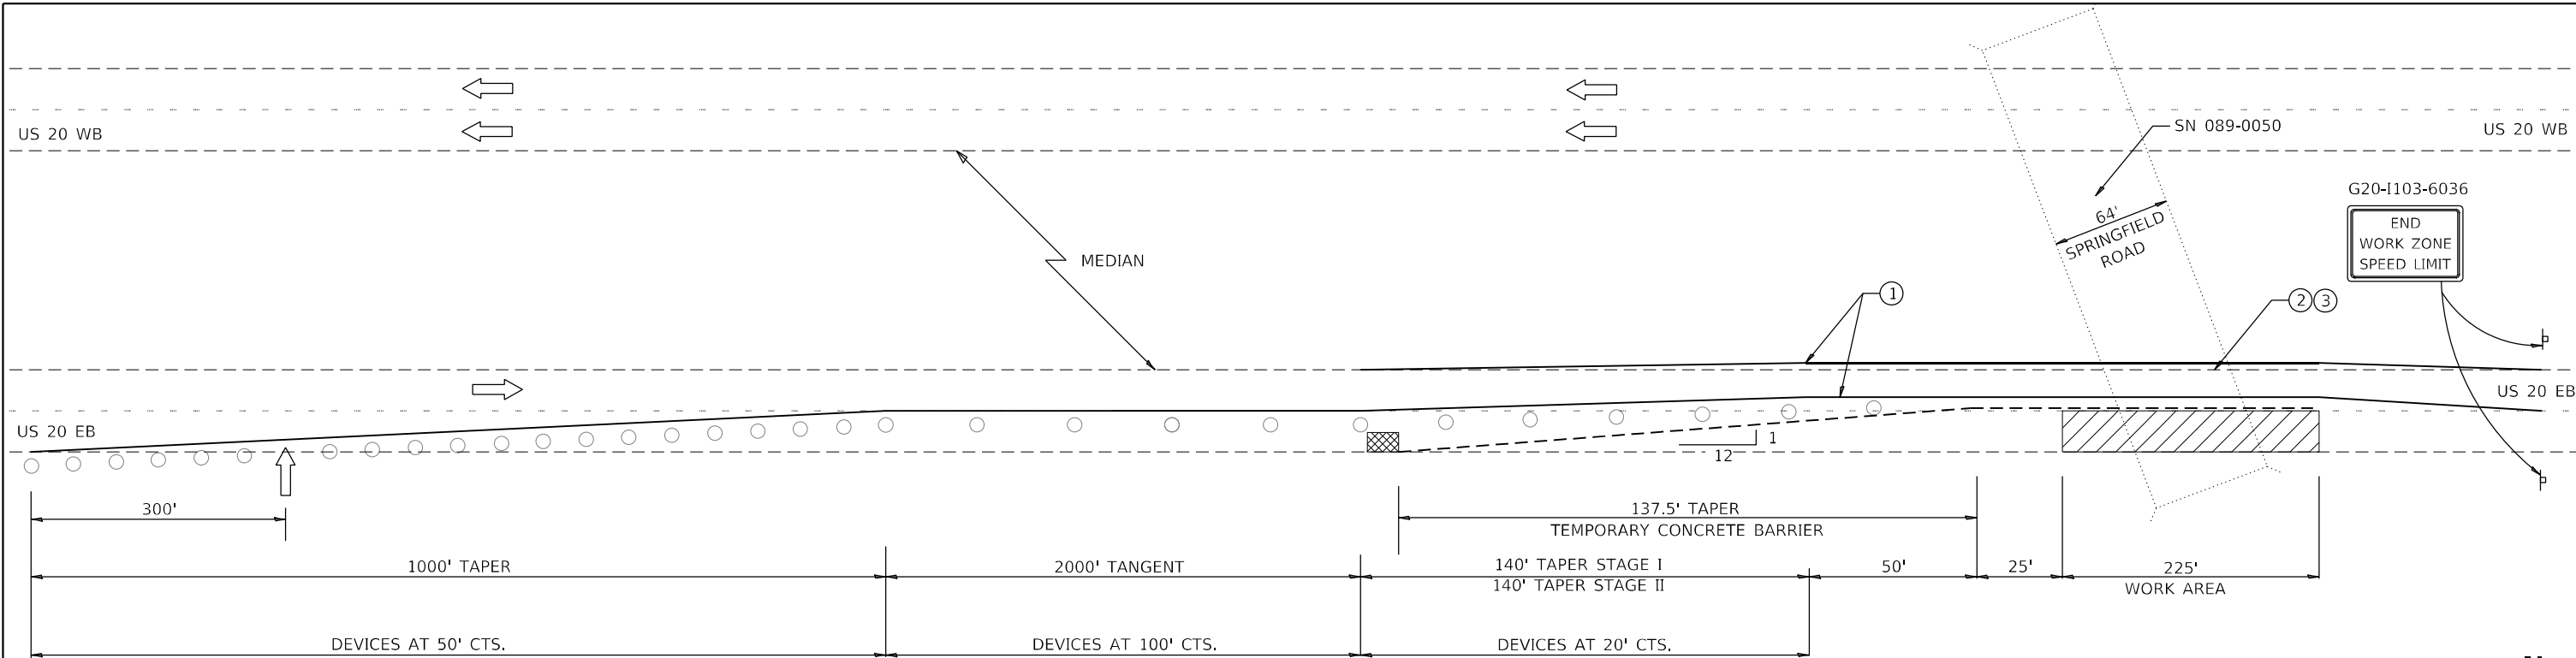 US 20 WB
SN 089-0050
US 20 WB
G20-I103-6036
END
WORK ZONE
SPEED LIMIT
64'
SPRINGFIELD
ROAD
MEDIAN
1
2 3
US 20 EB
US 20 EB
1
12
300'
137.5' TAPER
TEMPORARY CONCRETE BARRIER
1000' TAPER
2000' TANGENT
140' TAPER STAGE I
140' TAPER STAGE II
50'
25'
225'
WORK AREA
DEVICES AT 50' CTS.
DEVICES AT 100' CTS.
DEVICES AT 20' CTS.